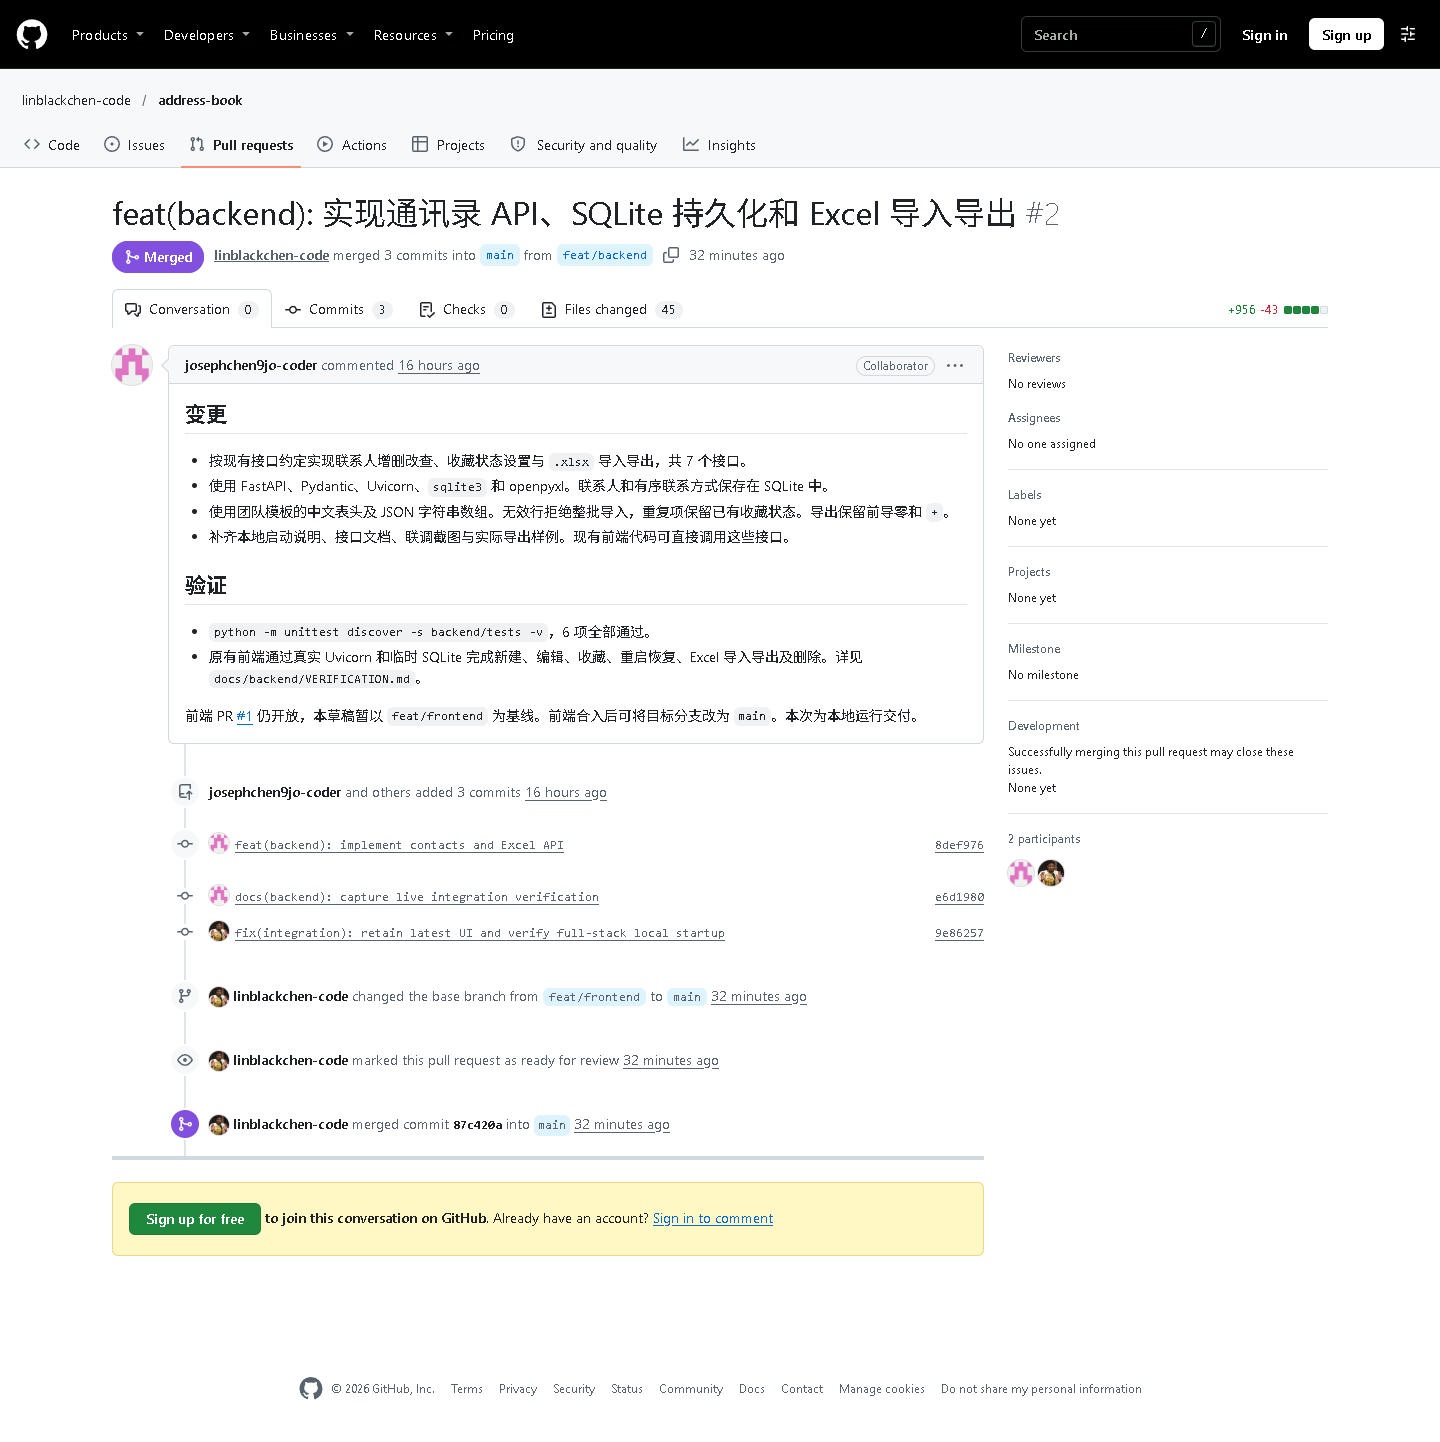 Products Developers Businesses Resources Pricing Search / Sign in Sign up
linblackchen-code / address-book
Code Issues Pull requests Actions Projects Security and quality Insights
feat(backend): 实现通讯录 API、SQLite 持久化和 Excel 导入导出 #2
Merged linblackchen-code merged 3 commits into main from feat/backend 32 minutes ago
Conversation 0 Commits 3 Checks 0 Files changed 45 +956 -43
josephchen9jo-coder commented 16 hours ago Collaborator
变更
按现有接口约定实现联系人增删改查、收藏状态设置与 .xlsx 导入导出，共 7 个接口。
使用 FastAPI、Pydantic、Uvicorn、sqlite3 和 openpyxl。联系人和有序联系方式保存在 SQLite 中。
使用团队模板的中文表头及 JSON 字符串数组。无效行拒绝整批导入，重复项保留已有收藏状态。导出保留前导零和 +。
补齐本地启动说明、接口文档、联调截图与实际导出样例。现有前端代码可直接调用这些接口。
验证
python -m unittest discover -s backend/tests -v，6 项全部通过。
原有前端通过真实 Uvicorn 和临时 SQLite 完成新建、编辑、收藏、重启恢复、Excel 导入导出及删除。详见
docs/backend/VERIFICATION.md。
前端 PR #1 仍开放，本草稿暂以 feat/frontend 为基线。前端合入后可将目标分支改为 main。本次为本地运行交付。
josephchen9jo-coder and others added 3 commits 16 hours ago
feat(backend): implement contacts and Excel API 8def976
docs(backend): capture live integration verification e6d1980
fix(integration): retain latest UI and verify full-stack local startup 9e86257
linblackchen-code changed the base branch from feat/frontend to main 32 minutes ago
linblackchen-code marked this pull request as ready for review 32 minutes ago
linblackchen-code merged commit 87c420a into main 32 minutes ago
Sign up for free to join this conversation on GitHub. Already have an account? Sign in to comment
Reviewers
No reviews
Assignees
No one assigned
Labels
None yet
Projects
None yet
Milestone
No milestone
Development
Successfully merging this pull request may close these
issues.
None yet
2 participants
© 2026 GitHub, Inc. Terms Privacy Security Status Community Docs Contact Manage cookies Do not share my personal information